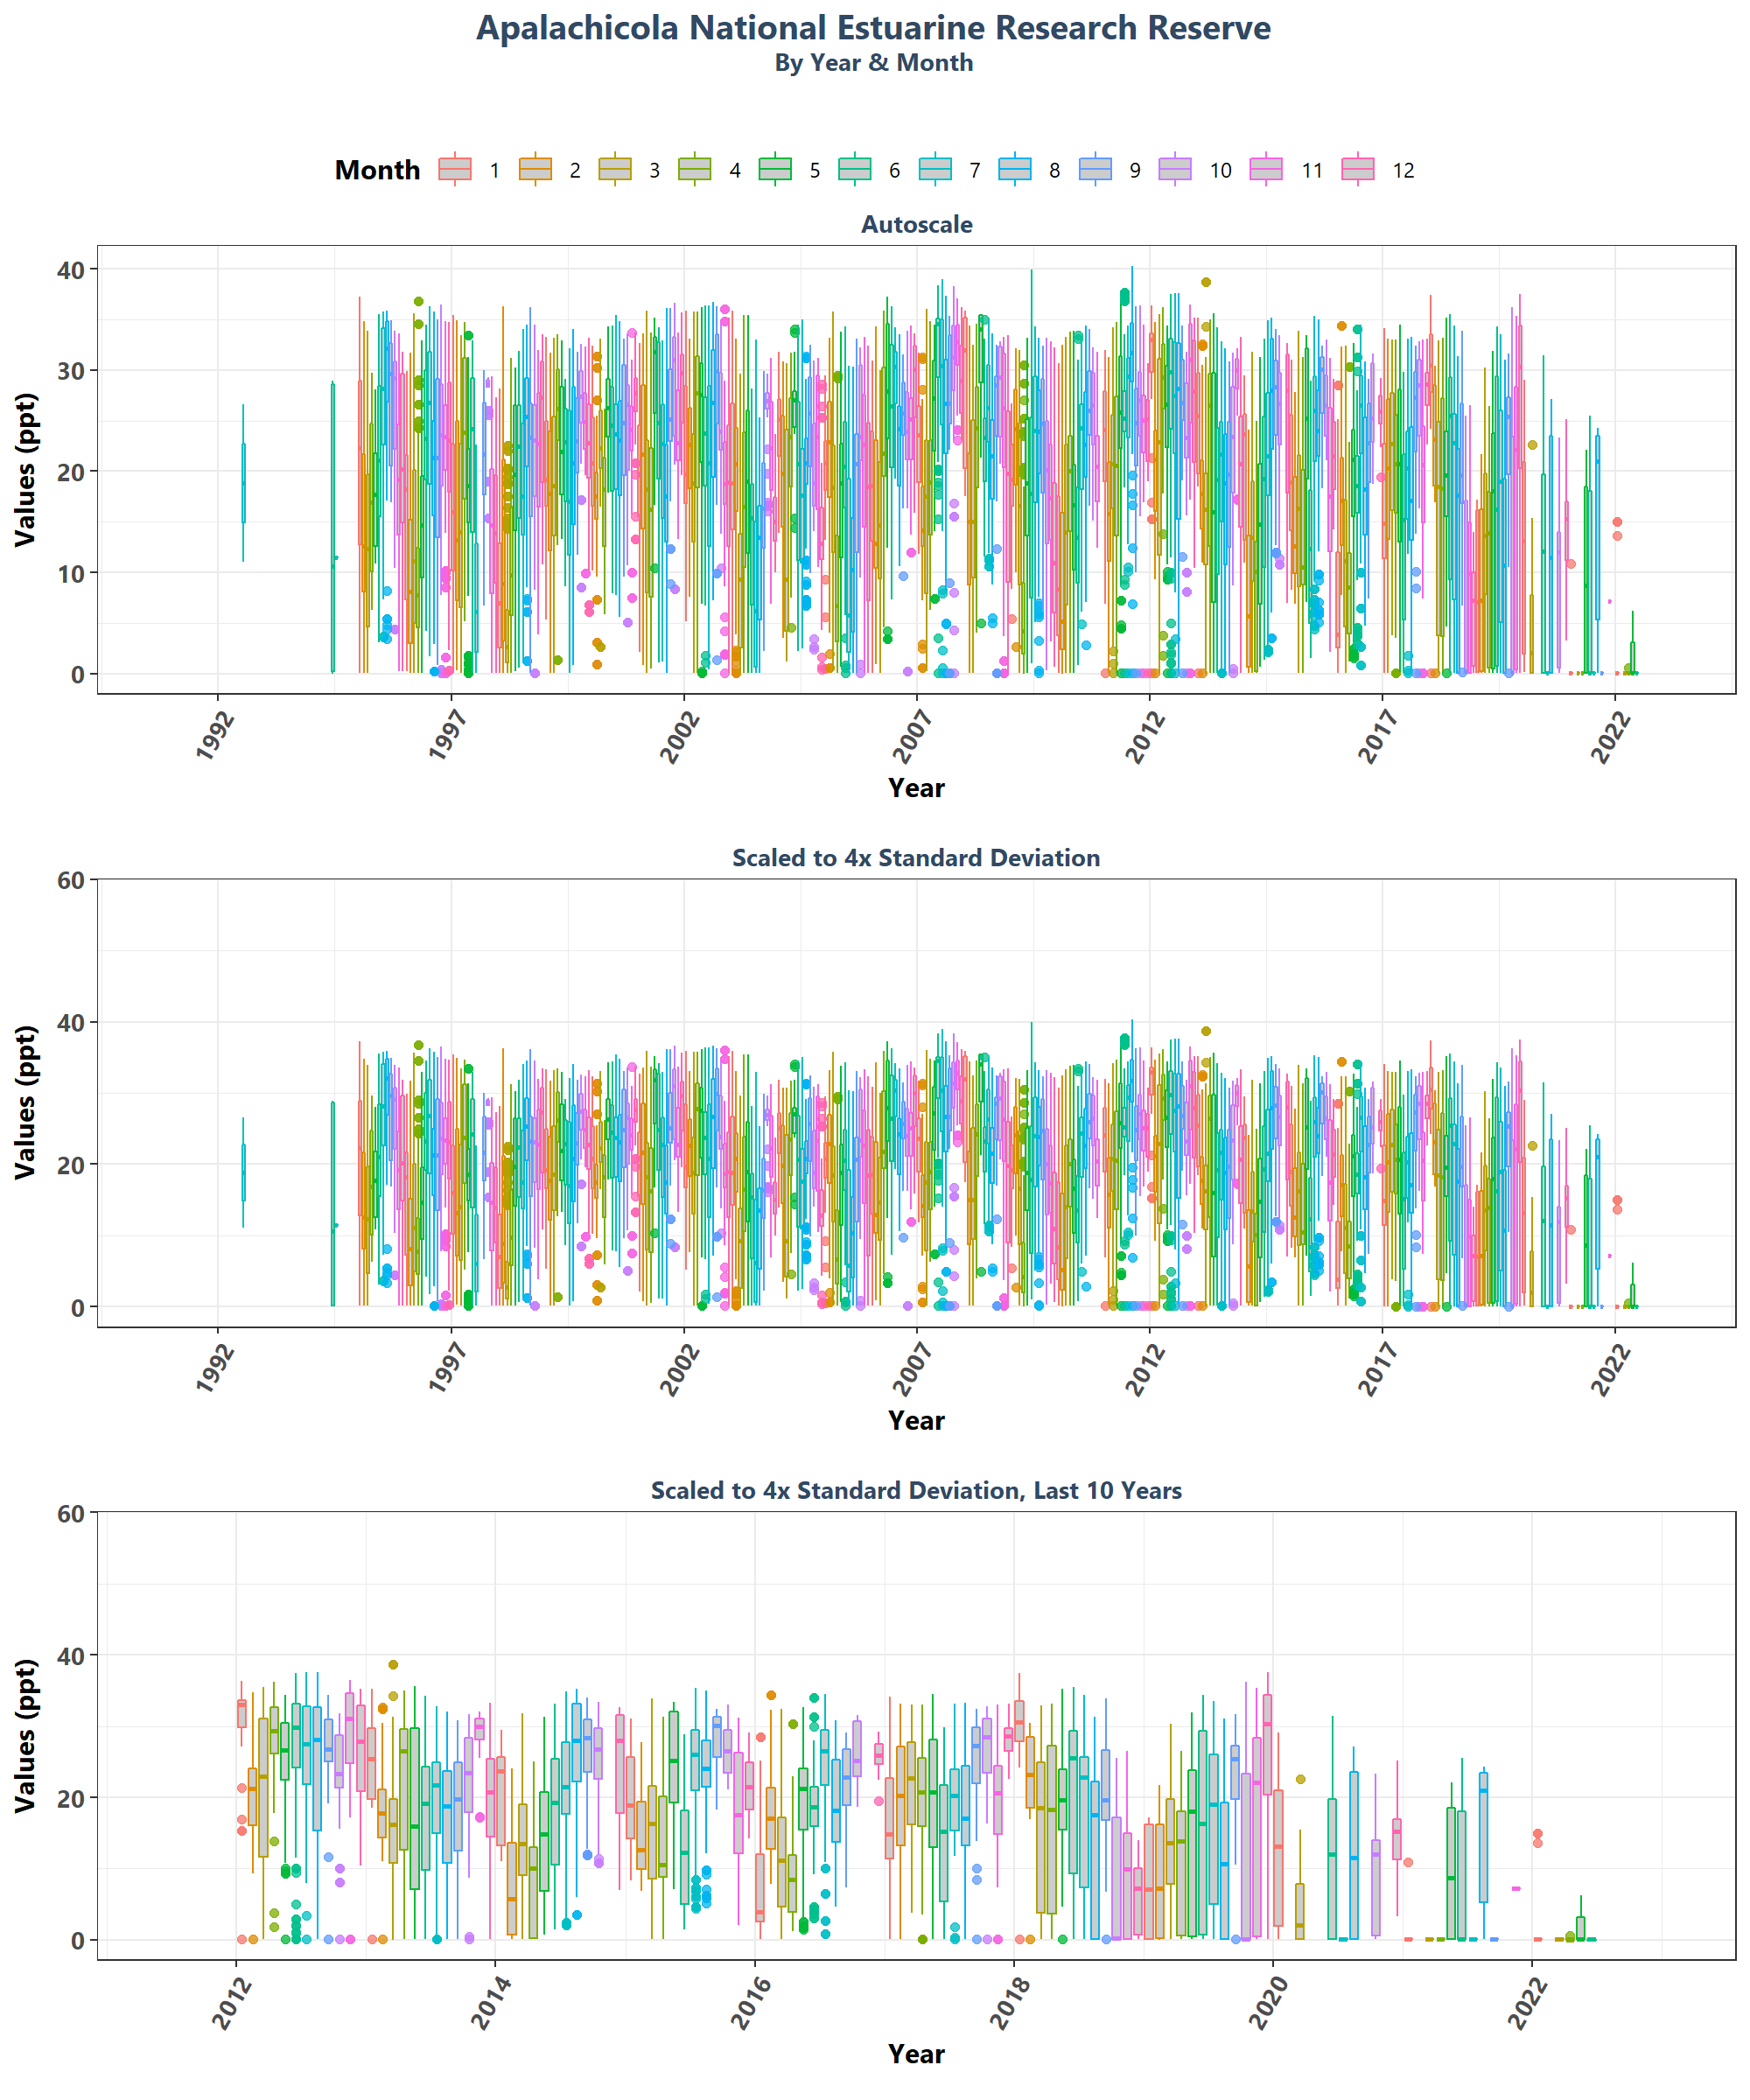 Apalachicola National Estuarine Research Reserve
By Year & Month
Month 1 2 3 4 5 6 7 8 9 10 11 12
Autoscale
Values (ppt)
40
30
20
10
0
1992 1997 2002 2007 2012 2017 2022
Year
Scaled to 4x Standard Deviation
Values (ppt)
60
40
20
0
1992 1997 2002 2007 2012 2017 2022
Year
Scaled to 4x Standard Deviation, Last 10 Years
Values (ppt)
60
40
20
0
2012 2014 2016 2018 2020 2022
Year